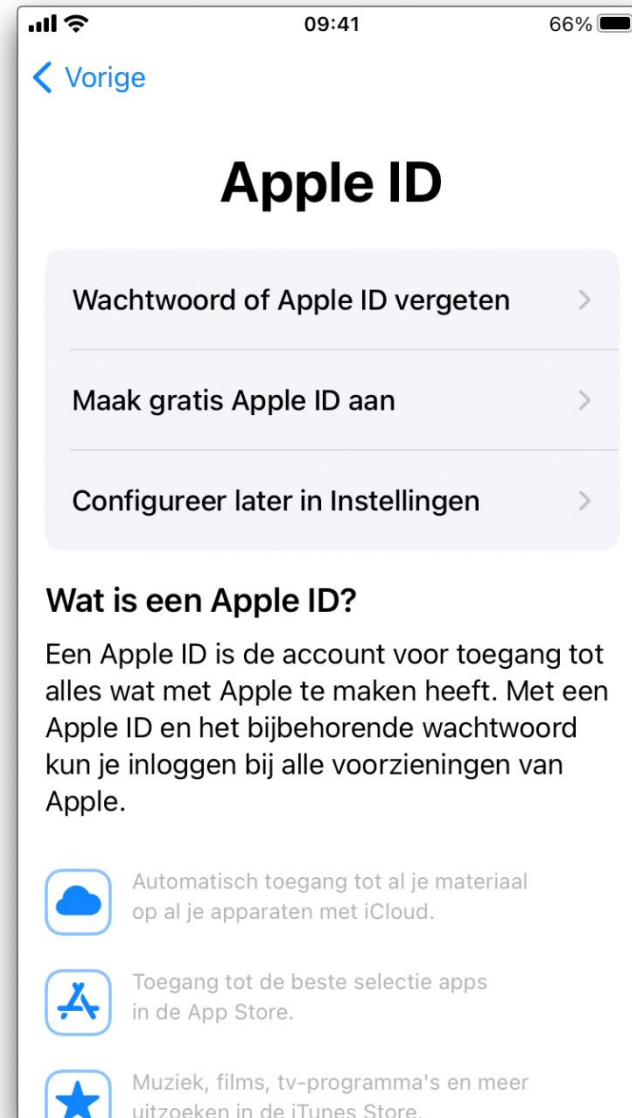 09:41
66%
Vorige
Apple ID
Wachtwoord of Apple ID vergeten
Maak gratis Apple ID aan
Configureer later in Instellingen
Wat is een Apple ID?
Een Apple ID is de account voor toegang tot
alles wat met Apple te maken heeft. Met een
Apple ID en het bijbehorende wachtwoord
kun je inloggen bij alle voorzieningen van
Apple.
Automatisch toegang tot al je materiaal
op al je apparaten met iCloud.
Toegang tot de beste selectie apps
in de App Store.
Muziek, films, tv-programma's en meer
uitzoeken in de iTunes Store.